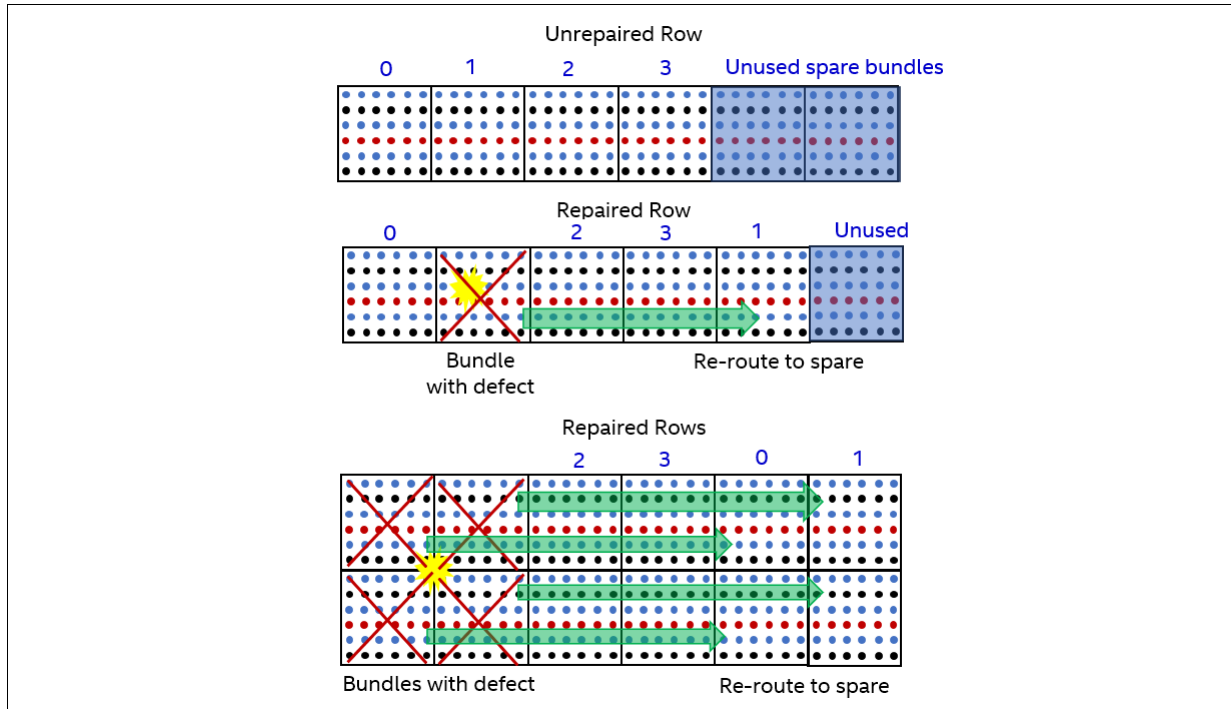 Unrepaired Row
0 1 2 3 Unused spare bundles
Repaired Row
0 2 3 1 Unused
Bundle
with defect
Re-route to spare
Repaired Rows
2 3 0 1
Bundles with defect
Re-route to spare